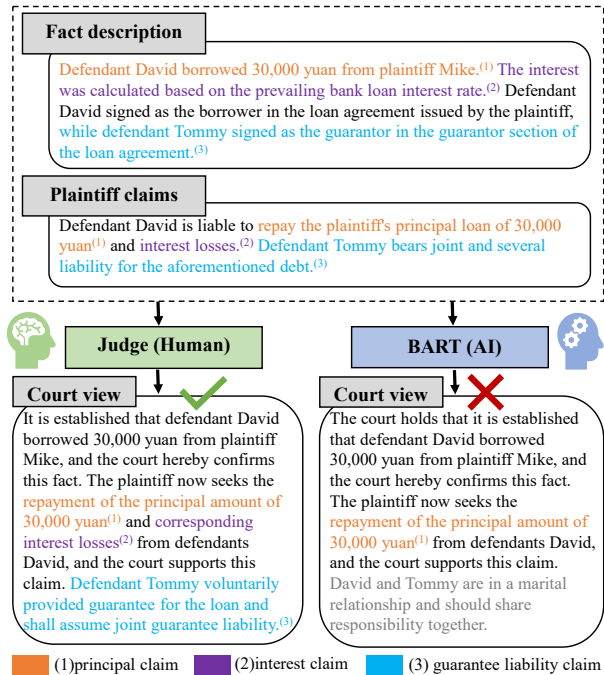 Fact description
Defendant David borrowed 30,000 yuan from plaintiff Mike.(1) The interest
was calculated based on the prevailing bank loan interest rate.(2) Defendant
David signed as the borrower in the loan agreement issued by the plaintiff,
while defendant Tommy signed as the guarantor in the guarantor section of
the loan agreement.(3)
Plaintiff claims
Defendant David is liable to repay the plaintiff's principal loan of 30,000
yuan(1) and interest losses.(2) Defendant Tommy bears joint and several
liability for the aforementioned debt.(3)
Judge (Human)
Court view
It is established that defendant David
borrowed 30,000 yuan from plaintiff
Mike, and the court hereby confirms
this fact. The plaintiff now seeks the
repayment of the principal amount of
30,000 yuan(1) and corresponding
interest losses(2) from defendants
David, and the court supports this
claim. Defendant Tommy voluntarily
provided guarantee for the loan and
shall assume joint guarantee liability.(3)
BART (AI)
Court view
The court holds that it is established
that defendant David borrowed
30,000 yuan from plaintiff Mike, and
the court hereby confirms this fact.
The plaintiff now seeks the
repayment of the principal amount of
30,000 yuan(1) from defendants David,
and the court supports this claim.
David and Tommy are in a marital
relationship and should share
responsibility together.
(1)principal claim
(2)interest claim
(3) guarantee liability claim